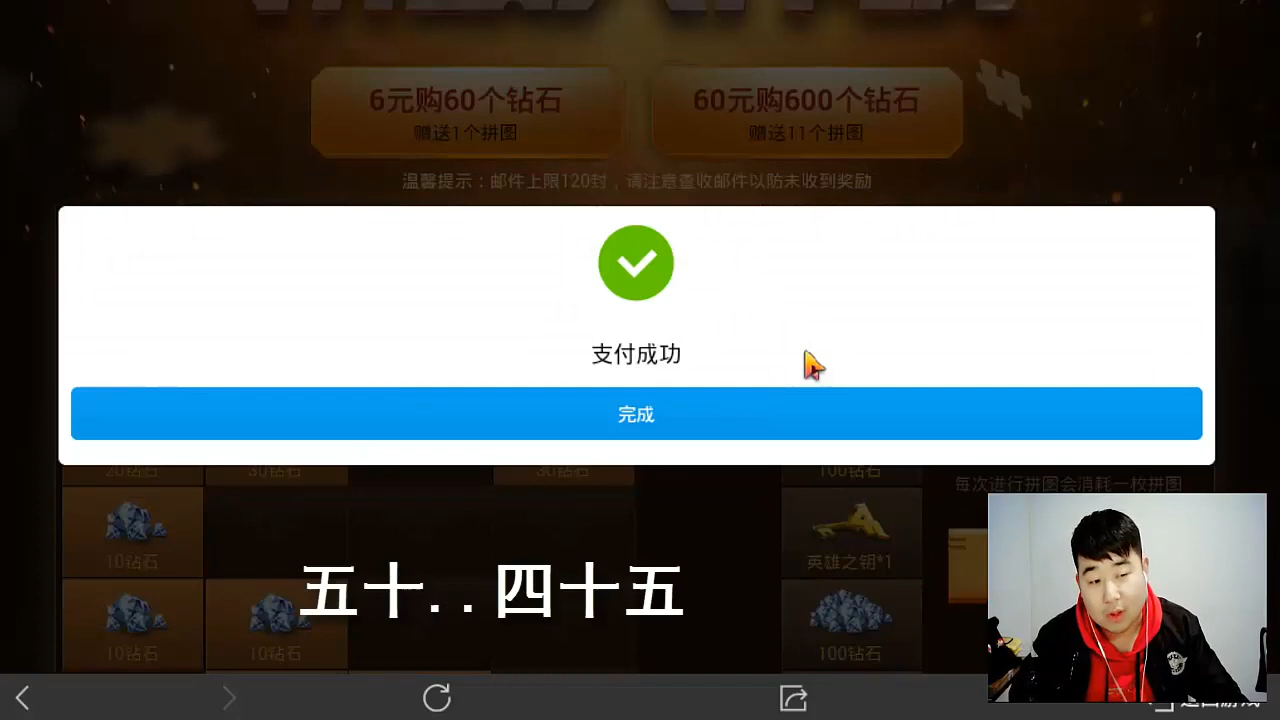 6元购60个钻石
赠送1个拼图
60元购600个钻石
赠送11个拼图
温馨提示：邮件上限120封，请注意查收邮件以防未收到奖励
支付成功
完成
20钻石
30钻石
30钻石
100钻石
每次进行拼图会消耗一枚拼图
10钻石
英雄之钥*1
五十..四十五
10钻石
10钻石
100钻石
返回游戏